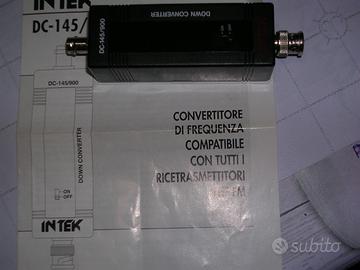 INTEK
DC-145/
DC-145/900
DOWN CONVERTER
DC-145/900
DOWN CONVERTER
ON
OFF
INTEK
CONVERTITORE
DI FREQUENZA
COMPATIBILE
CON TUTTI I
RICETRASMETTITORI
FM
subito